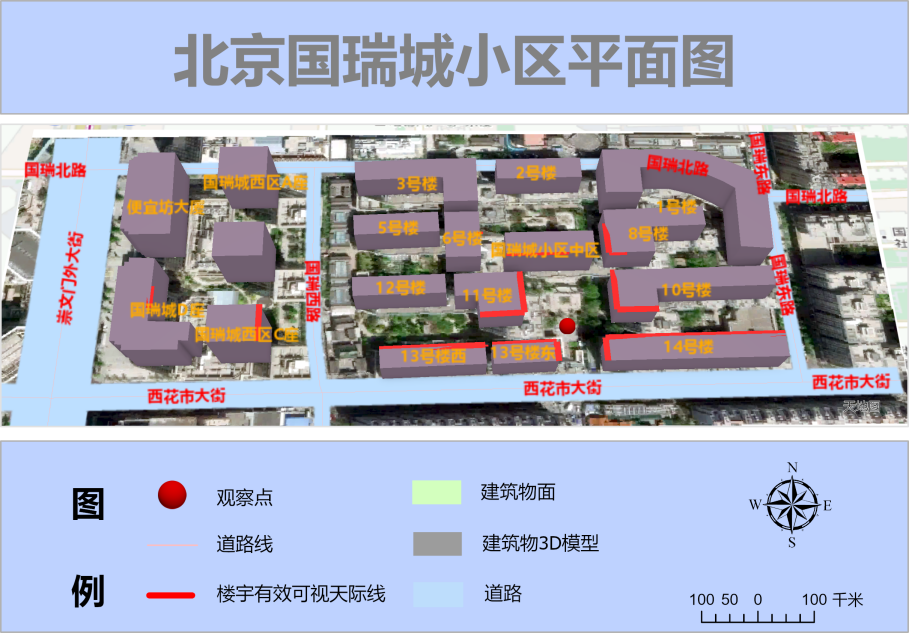 北京国瑞城小区平面图
国瑞北路
国瑞城西区A座
便宜坊大厦
崇文门外大街
国瑞城D座
国瑞城西区C座
国瑞西路
西花市大街
3号楼
2号楼
国瑞北路
国瑞东路
国瑞北路
1号楼
5号楼
6号楼
8号楼
国瑞城小区中区
12号楼
11号楼
10号楼
国瑞东路
13号楼西
13号楼东
14号楼
西花市大街
西花市大街
天地图
国
社
图
例
观察点
道路线
楼宇有效可视天际线
建筑物面
建筑物3D模型
道路
N
W
E
S
100 50 0 100 千米